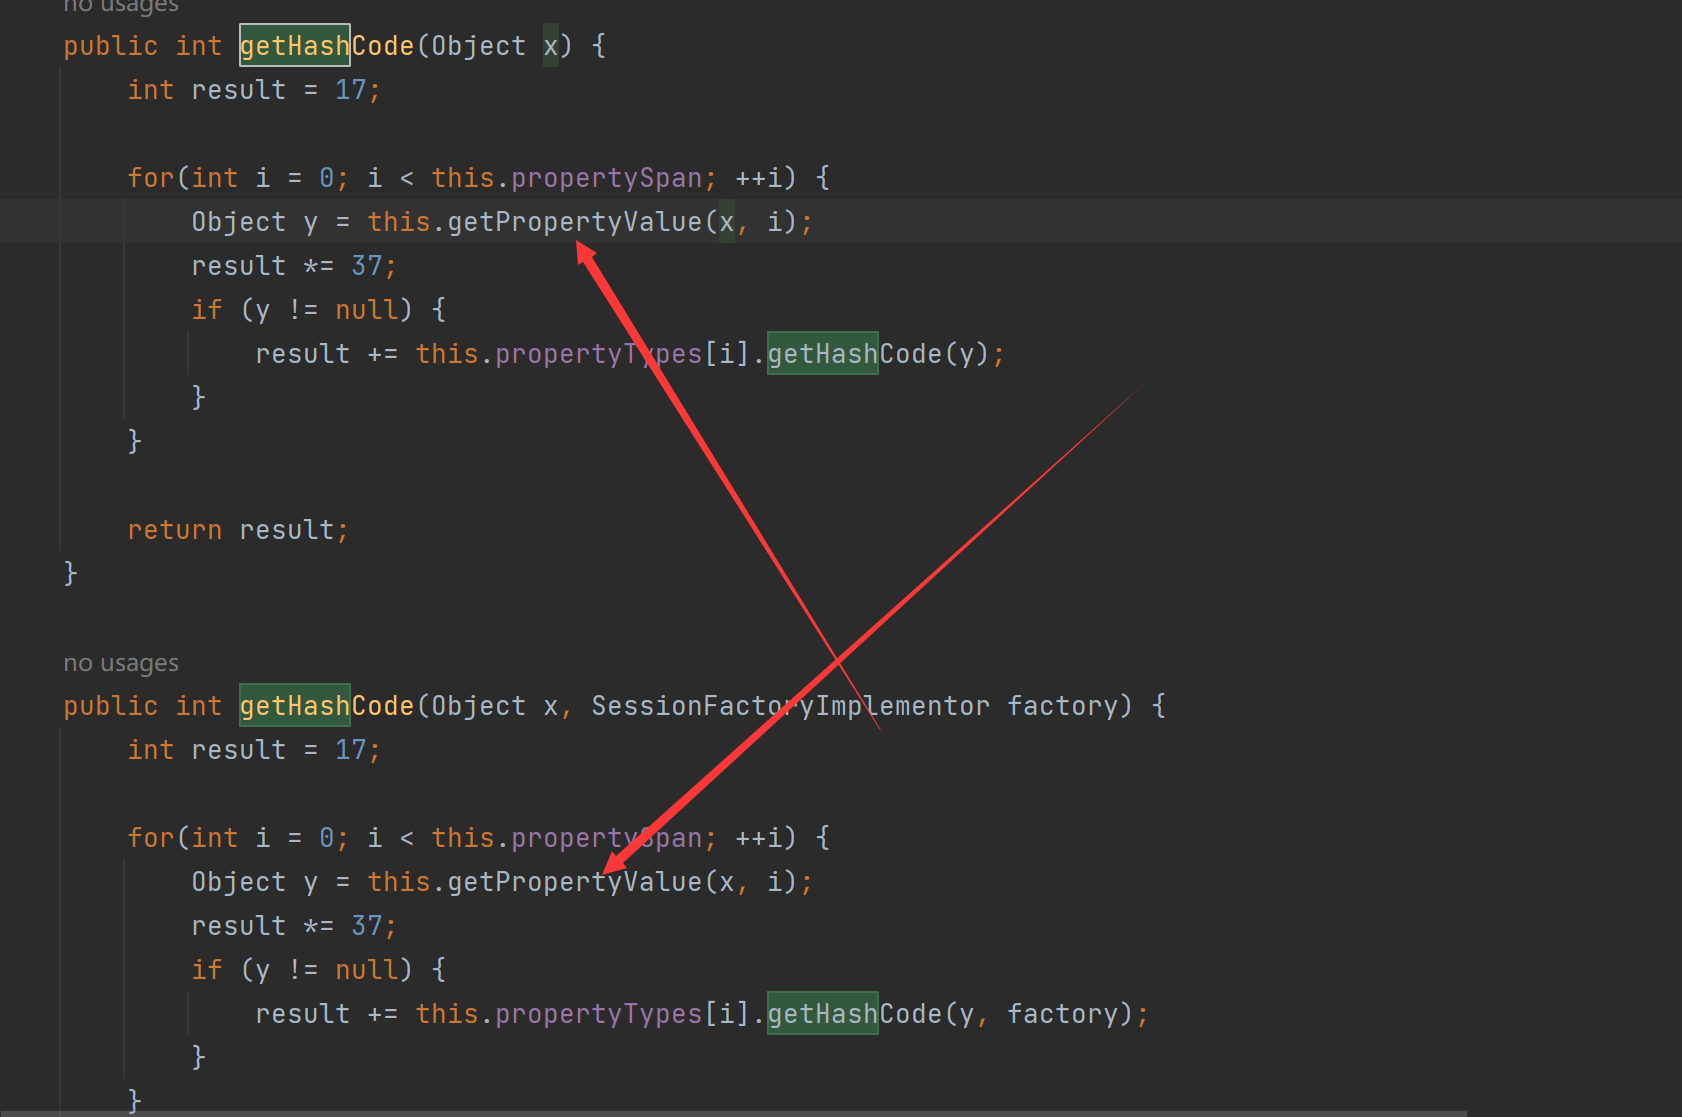 no usages
public int getHashCode(Object x) {
int result = 17;
for(int i = 0; i < this.propertySpan; ++i) {
Object y = this.getPropertyValue(x, i);
result *= 37;
if (y != null) {
result += this.propertyTypes[i].getHashCode(y);
}
}
return result;
}
no usages
public int getHashCode(Object x, SessionFactoryImplementor factory) {
int result = 17;
for(int i = 0; i < this.propertySpan; ++i) {
Object y = this.getPropertyValue(x, i);
result *= 37;
if (y != null) {
result += this.propertyTypes[i].getHashCode(y, factory);
}
}